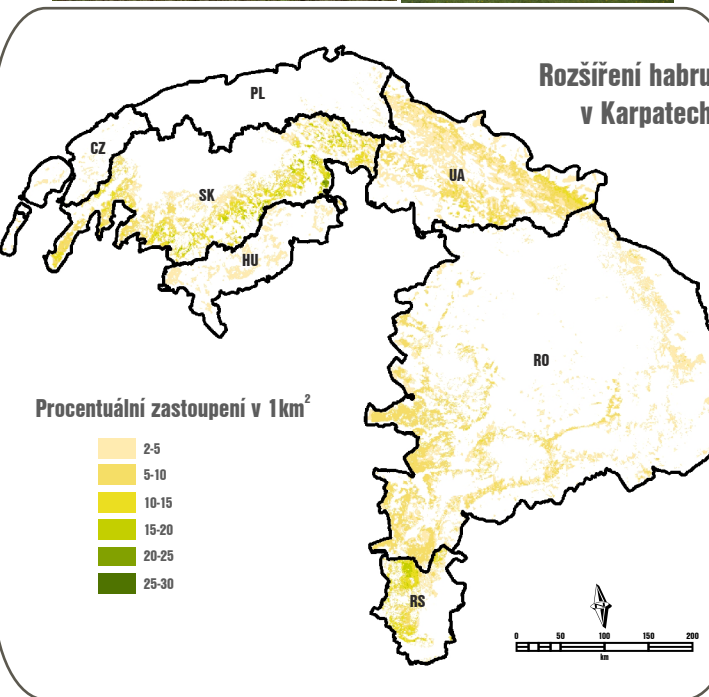 Rozšíření habru
v Karpatech
PL
CZ
SK
UA
HU
RO
Procentuální zastoupení v 1km²
2-5
5-10
10-15
15-20
20-25
25-30
RS
0 50 100 150 200
km